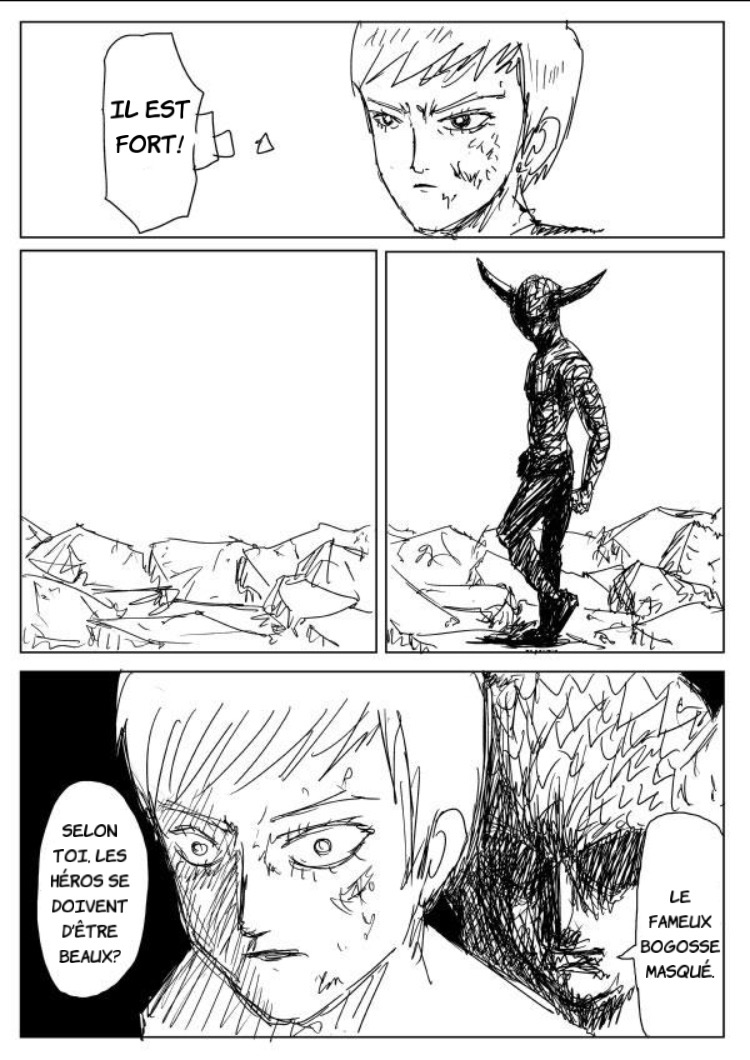 IL EST
FORT!
SELON
TOI, LES
HÉROS SE
DOIVENT
D'ÊTRE
BEAUX?
LE
FAMEUX
BOGOSSE
MASQUÉ.